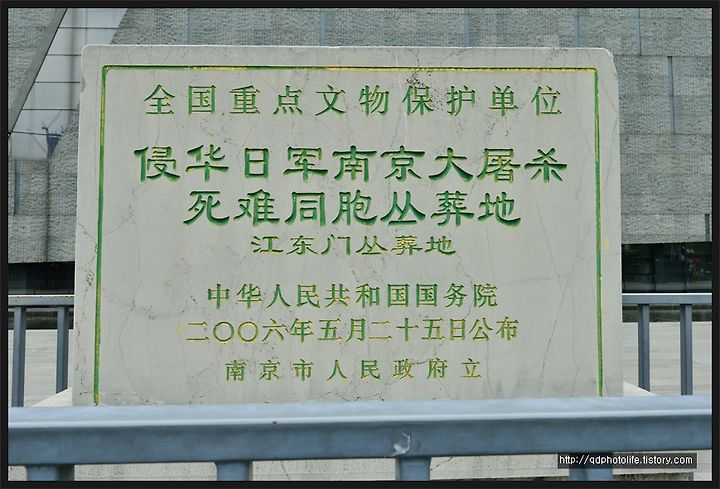 全国重点文物保护单位
侵华日军南京大屠杀
死难同胞丛葬地
江东门丛葬地
中华人民共和国国务院
二〇〇六年五月二十五日公布
南京市人民政府立
http://qdphotolife.tistory.com